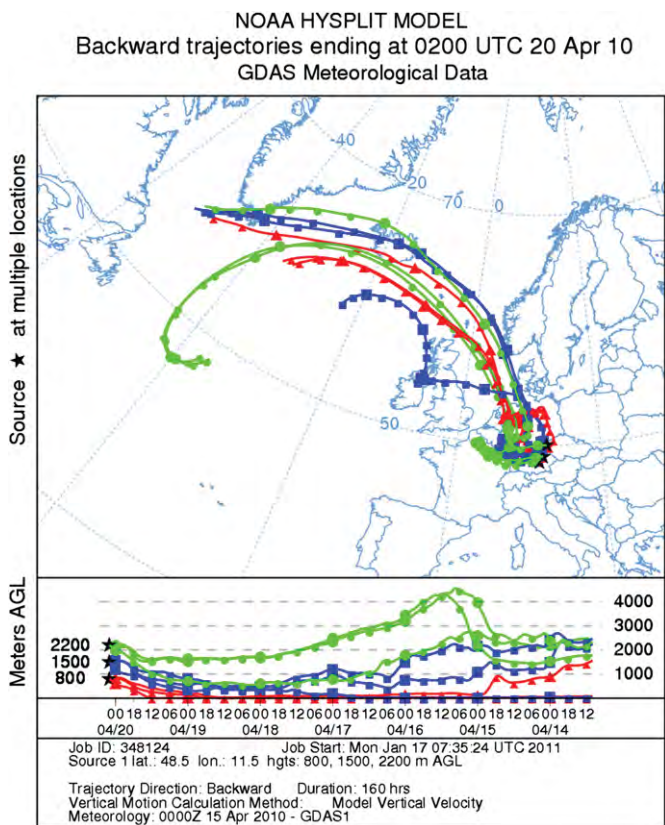 NOAA HYSPLIT MODEL
Backward trajectories ending at 0200 UTC 20 Apr 10
GDAS Meteorological Data
Source ★ at multiple locations
-40
-20
70
0
50
Meters AGL
2200
1500
800
4000
3000
2000
1000
00 18 12 06 00 18 12 06 00 18 12 06 00 18 12 06 00 18 12 06 00 18 12 06 00 18 12
04/20 04/19 04/18 04/17 04/16 04/15 04/14
Job ID: 348124 Job Start: Mon Jan 17 07:35:24 UTC 2011
Source 1 lat.: 48.5 lon.: 11.5 hgts: 800, 1500, 2200 m AGL
Trajectory Direction: Backward Duration: 160 hrs
Vertical Motion Calculation Method: Model Vertical Velocity
Meteorology: 0000Z 15 Apr 2010 - GDAS1